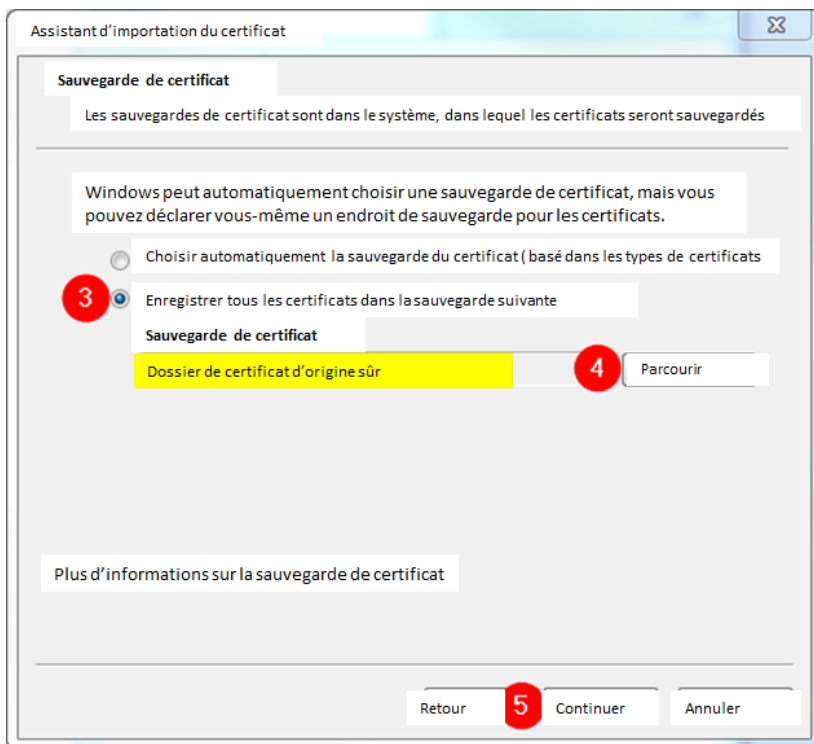 Assistant d'importation du certificat
Sauvegarde de certificat
Les sauvegardes de certificat sont dans le système, dans lequel les certificats seront sauvegardés
Windows peut automatiquement choisir une sauvegarde de certificat, mais vous
pouvez déclarer vous-même un endroit de sauvegarde pour les certificats.
Choisir automatiquement la sauvegarde du certificat ( basé dans les types de certificats
3 Enregistrer tous les certificats dans la sauvegarde suivante
Sauvegarde de certificat
Dossier de certificat d'origine sûr 4 Parcourir
Plus d'informations sur la sauvegarde de certificat
Retour 5 Continuer Annuler